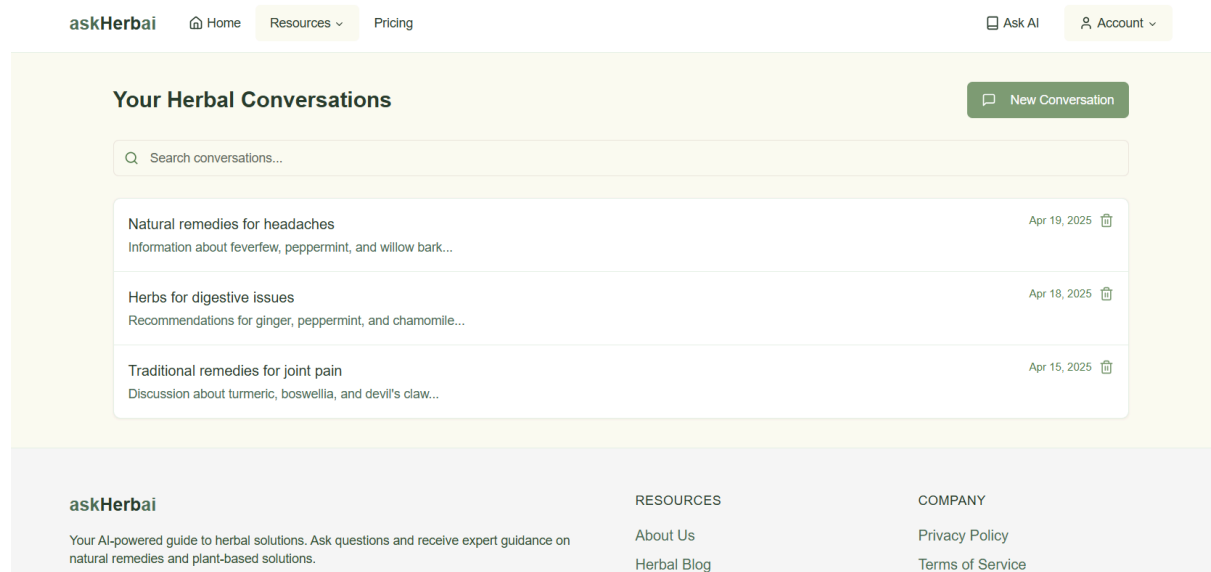 askHerbai Home Resources Pricing Ask AI Account
Your Herbal Conversations
New Conversation
Search conversations...
Natural remedies for headaches
Apr 19, 2025
Information about feverfew, peppermint, and willow bark...
Herbs for digestive issues
Apr 18, 2025
Recommendations for ginger, peppermint, and chamomile...
Traditional remedies for joint pain
Apr 15, 2025
Discussion about turmeric, boswellia, and devil's claw...
askHerbai
Your AI-powered guide to herbal solutions. Ask questions and receive expert guidance on
natural remedies and plant-based solutions.
RESOURCES
About Us
Herbal Blog
COMPANY
Privacy Policy
Terms of Service